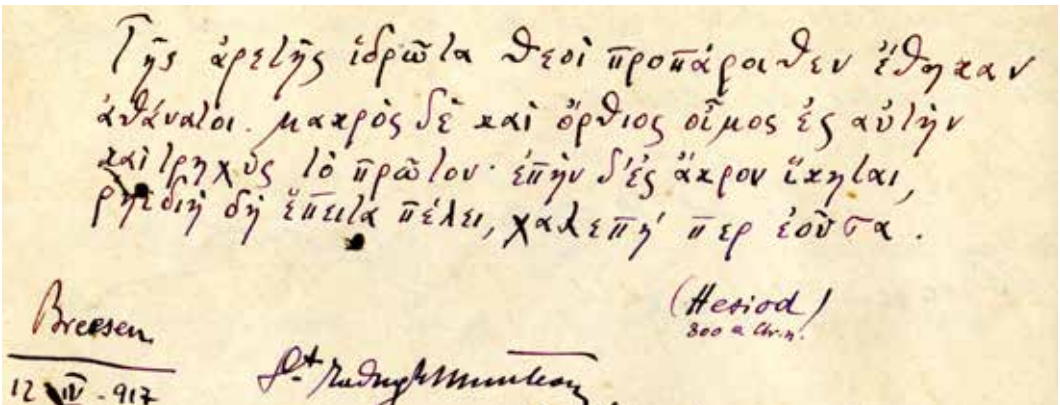 Τῆς ἀρετῆς ἱδρῶτα θεοὶ προπάροιθεν ἔθηκαν
ἀθάνατοι· μακρὸς δὲ καὶ ὄρθιος οἶμος ἐς αὐτὴν
καὶ τρηχὺς τὸ πρῶτον· ἐπὴν δ' ἐς ἄκρον ἵκηται,
ῥηϊδίη δὴ ἔπειτα πέλει, χαλεπή περ ἐοῦσα.
(Hesiod)
800 a Chr. n.
Breesen
12 IV - 917